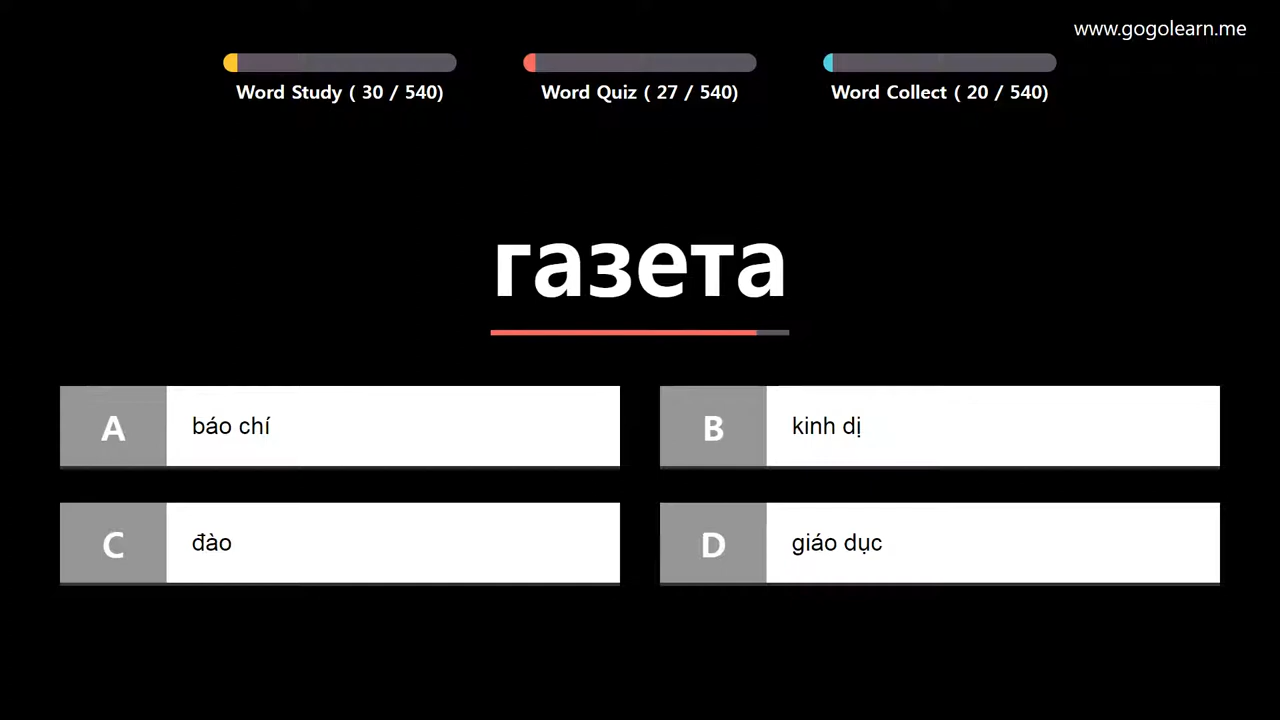 www.gogolearn.me
Word Study ( 30 / 540)
Word Quiz ( 27 / 540)
Word Collect ( 20 / 540)
газета
A
báo chí
B
kinh dị
C
đào
D
giáo dục